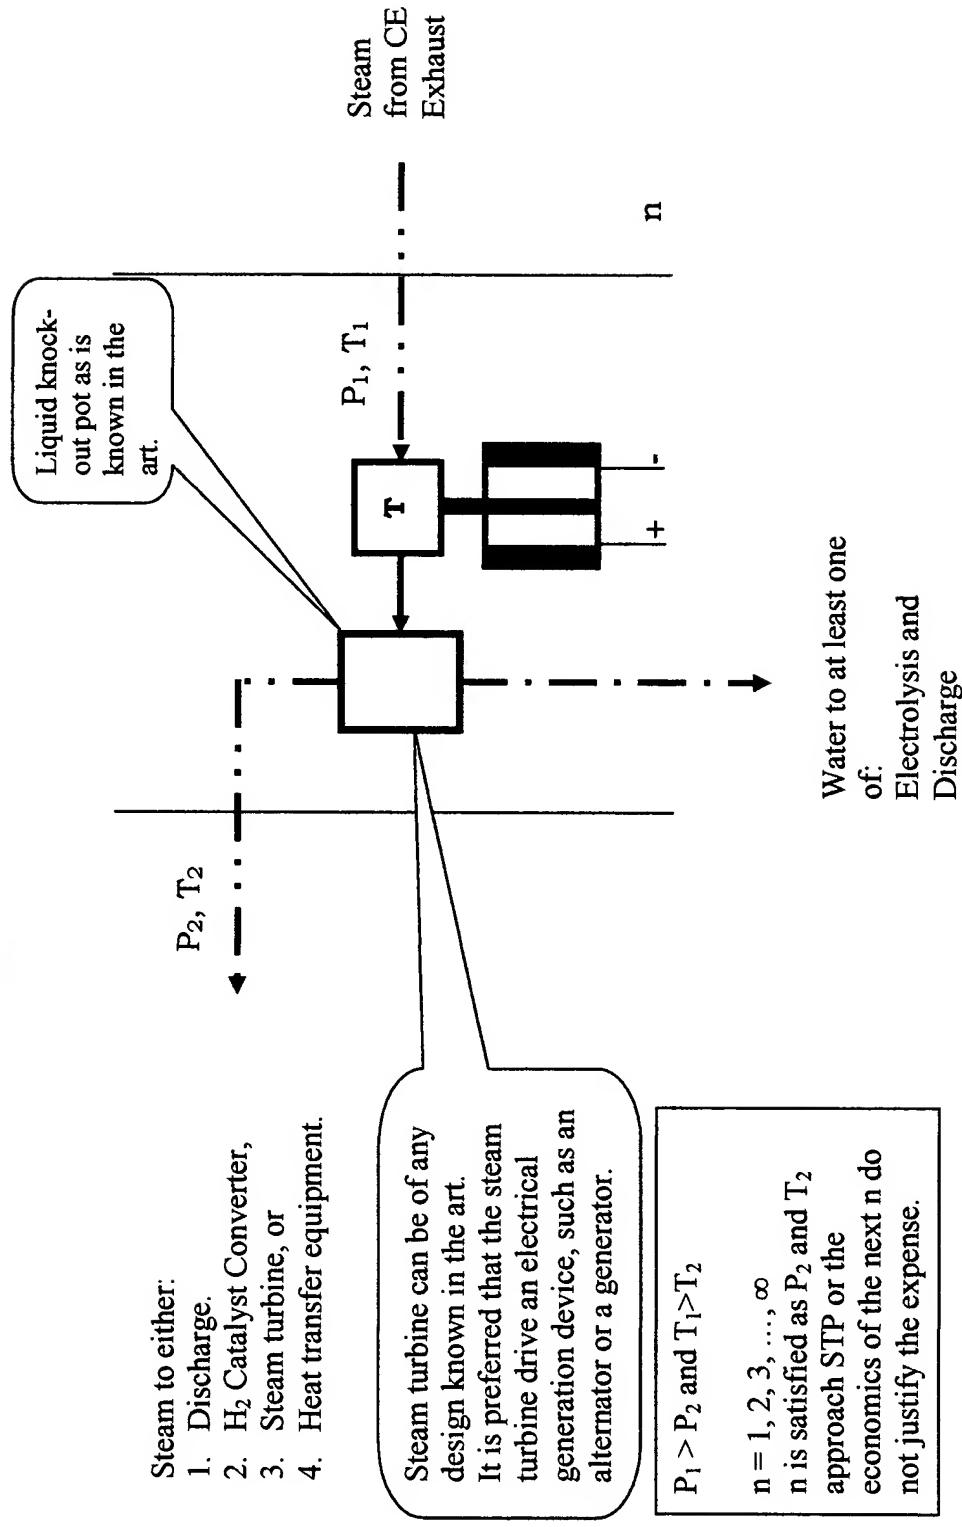 Steam to either:
1. Discharge.
2. H₂ Catalyst Converter,
3. Steam turbine, or
4. Heat transfer equipment.
P₂, T₂
Liquid knock-
out pot as is
known in the
art.
P₁, T₁
Steam
from CE
Exhaust
T
+
-
n
Steam turbine can be of any
design known in the art.
It is preferred that the steam
turbine drive an electrical
generation device, such as an
alternator or a generator.
Water to at least one
of:
Electrolysis and
Discharge
P₁ > P₂ and T₁>T₂
n = 1, 2, 3, ..., ∞
n is satisfied as P₂ and T₂
approach STP or the
economics of the next n do
not justify the expense.